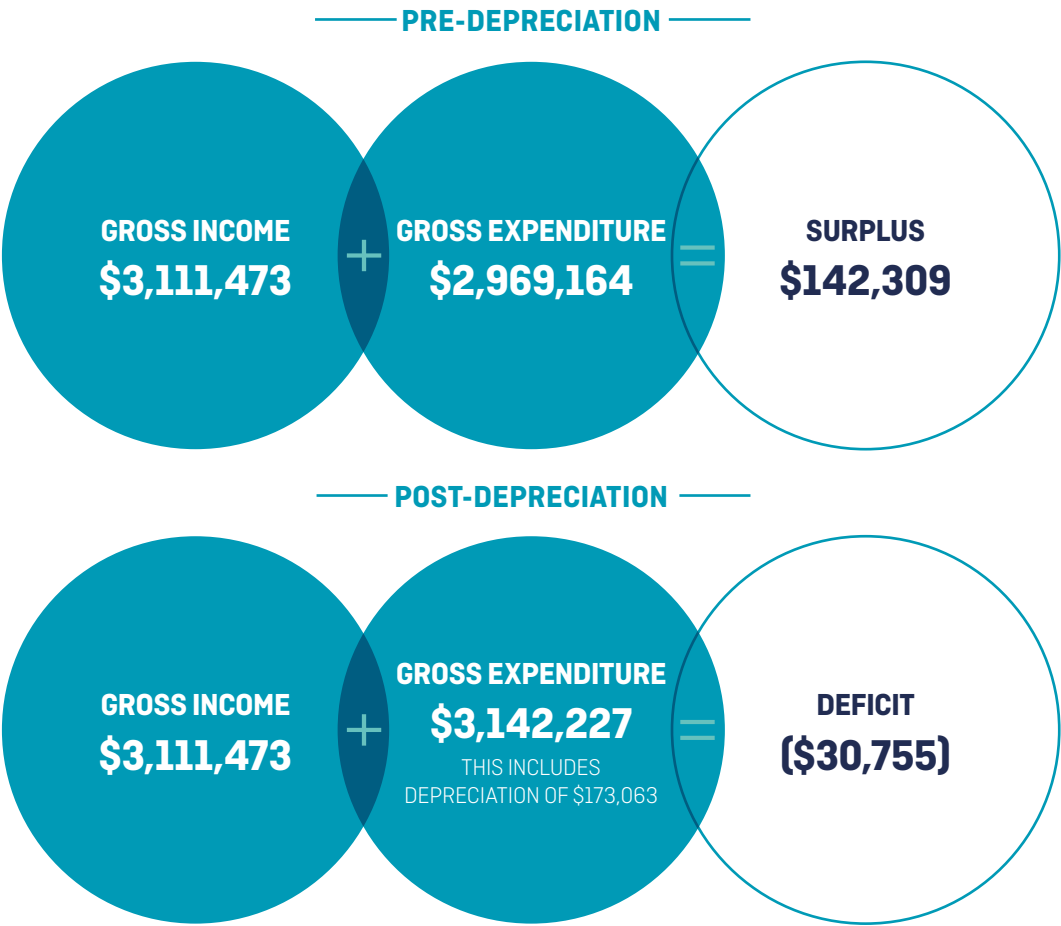 PRE-DEPRECIATION
GROSS INCOME
$3,111,473
+
GROSS EXPENDITURE
$2,969,164
=
SURPLUS
$142,309
POST-DEPRECIATION
GROSS INCOME
$3,111,473
+
GROSS EXPENDITURE
$3,142,227
THIS INCLUDES
DEPRECIATION OF $173,063
=
DEFICIT
($30,755)